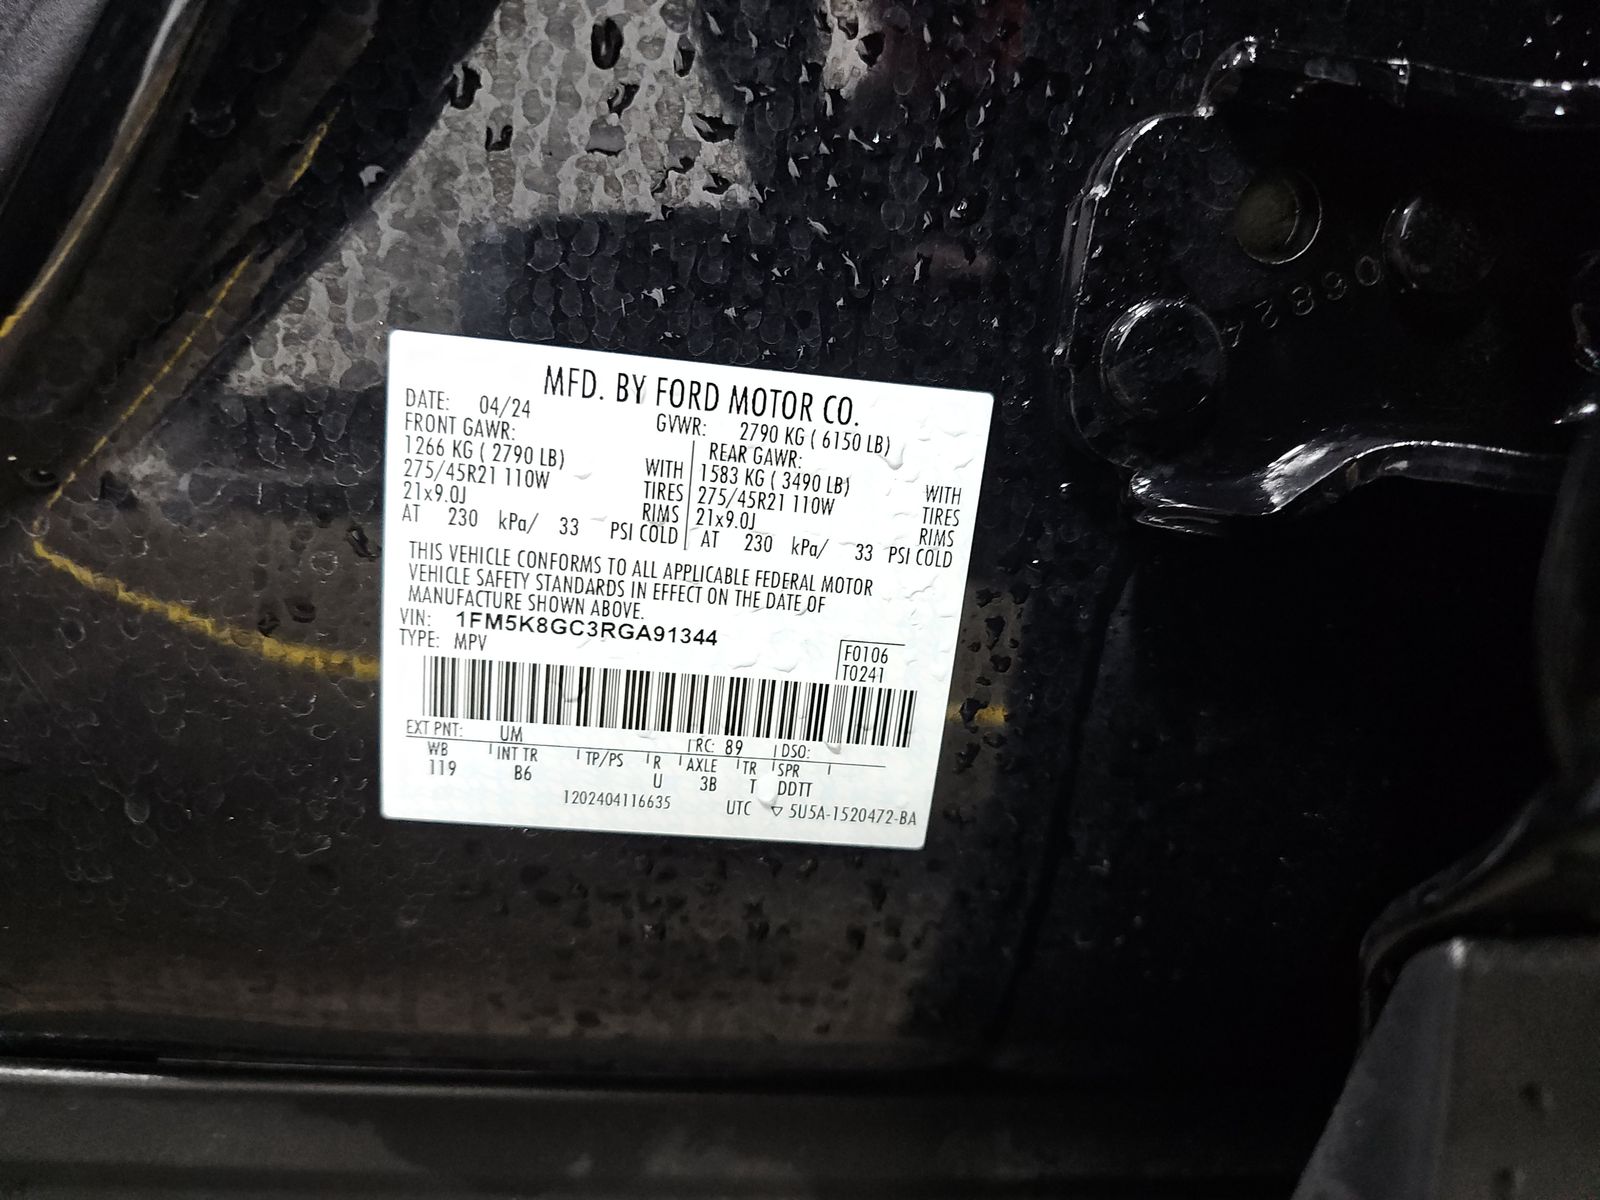 MFD. BY FORD MOTOR CO.
DATE: 04/24 GVWR: 2790 KG ( 6150 LB)
FRONT GAWR: REAR GAWR:
1266 KG ( 2790 LB) WITH 1583 KG ( 3490 LB) WITH
275/45R21 110W TIRES 275/45R21 110W TIRES
21x9.0J RIMS 21x9.0J RIMS
AT 230 kPa/ 33 PSI COLD AT 230 kPa/ 33 PSI COLD
THIS VEHICLE CONFORMS TO ALL APPLICABLE FEDERAL MOTOR
VEHICLE SAFETY STANDARDS IN EFFECT ON THE DATE OF
MANUFACTURE SHOWN ABOVE.
VIN: 1FM5K8GC3RGA91344
TYPE: MPV
F0106
T0241
EXT PNT: UM RC: 89 DSO:
WB INT TR TP/PS R AXLE TR SPR
119 B6 U 3B T DDTT
1202404116635 UTC ▽ 5U5A-1520472-BA